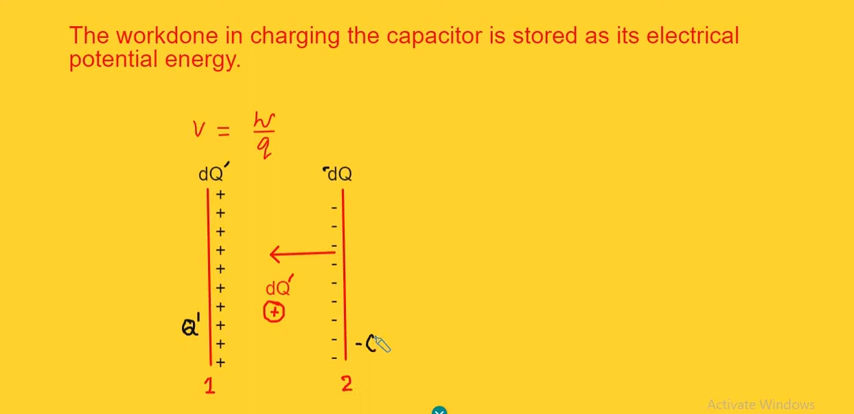 The workdone in charging the capacitor is stored as its electrical
potential energy.
V = W/q
dQ' -dQ
dQ'
+
Q'
1 2
Activate Windows